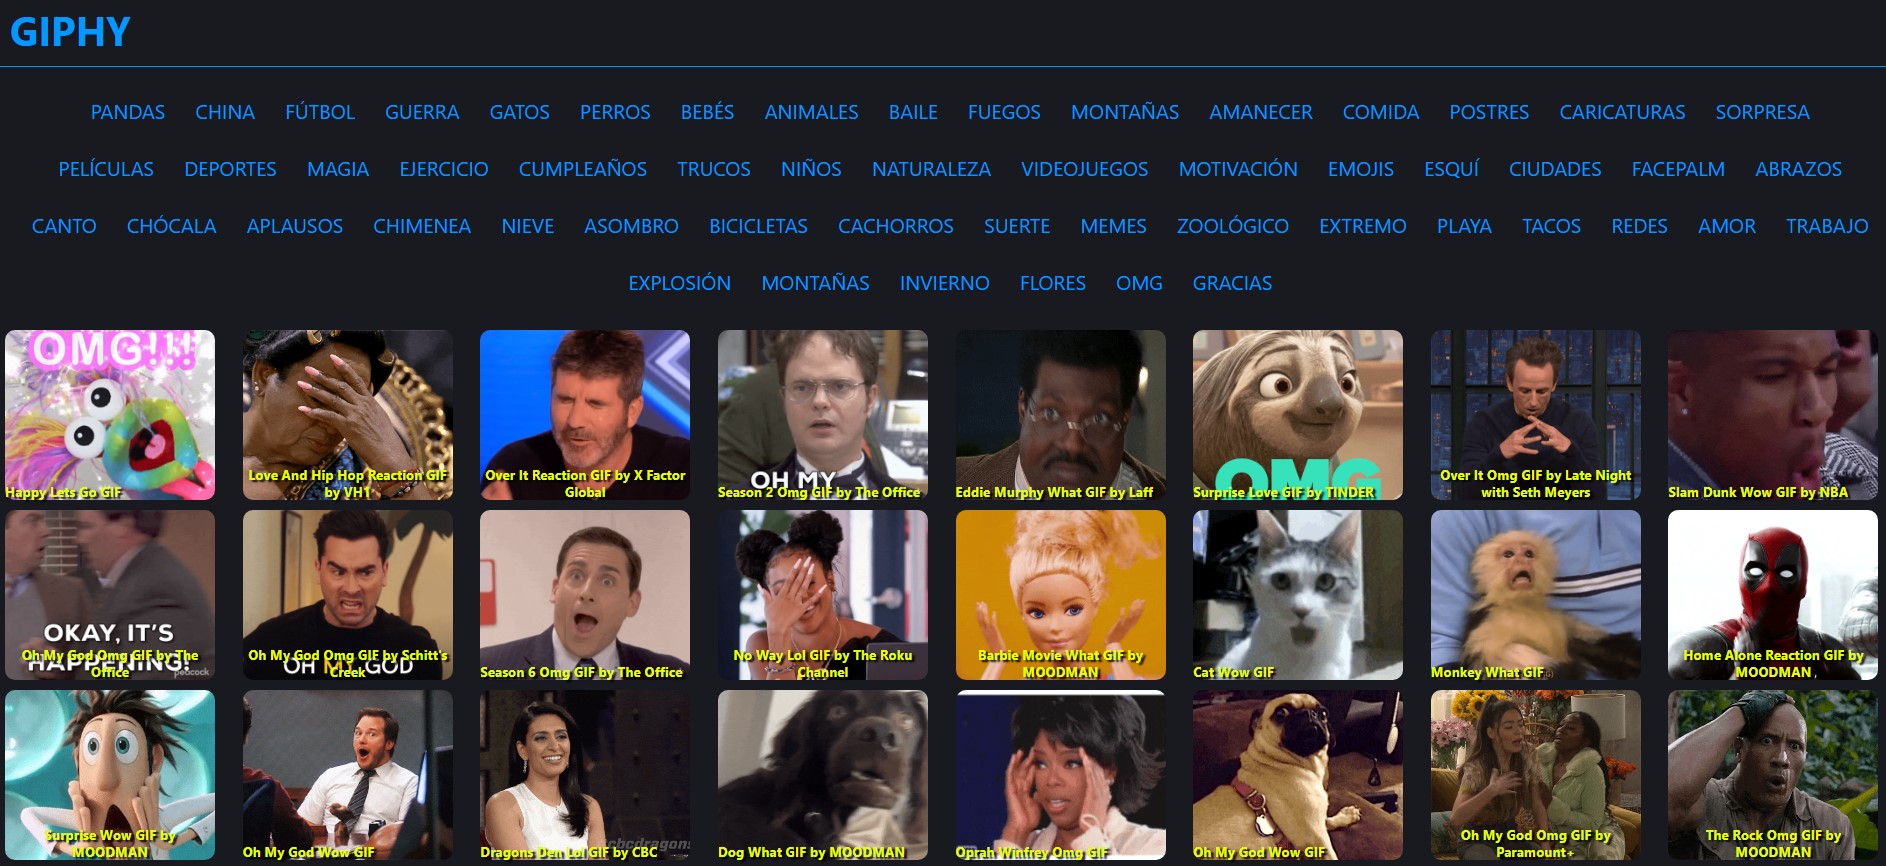 GIPHY
PANDAS CHINA FÚTBOL GUERRA GATOS PERROS BEBÉS ANIMALES BAILE FUEGOS MONTAÑAS AMANECER COMIDA POSTRES CARICATURAS SORPRESA
PELÍCULAS DEPORTES MAGIA EJERCICIO CUMPLEAÑOS TRUCOS NIÑOS NATURALEZA VIDEOJUEGOS MOTIVACIÓN EMOJIS ESQUÍ CIUDADES FACEPALM ABRAZOS
CANTO CHÓCALA APLAUSOS CHIMENEA NIEVE ASOMBRO BICICLETAS CACHORROS SUERTE MEMES ZOOLÓGICO EXTREMO PLAYA TACOS REDES AMOR TRABAJO
EXPLOSIÓN MONTAÑAS INVIERNO FLORES OMG GRACIAS
OMG!!!
Happy Lets Go GIF
Love And Hip Hop Reaction GIF
by VH1
Over It Reaction GIF by X Factor
Global
OH MY
Season 2 Omg GIF by The Office
Eddie Murphy What GIF by Laff
OMG
Surprise Love GIF by TINDER
Over It Omg GIF by Late Night
with Seth Meyers
Slam Dunk Wow GIF by NBA
OKAY, IT'S
HAPPENING!
Oh My God Omg GIF by The
Office
peacock
OH MY GOD
Oh My God Omg GIF by Schitt's
Creek
Season 6 Omg GIF by The Office
No Way Lol GIF by The Roku
Channel
Barbie Movie What GIF by
MOODMAN
Cat Wow GIF
Monkey What GIF
Home Alone Reaction GIF by
MOODMAN
Surprise Wow GIF by
MOODMAN
Oh My God Wow GIF
cbcdragons
Dragons Den Lol GIF by CBC
Dog What GIF by MOODMAN
Oprah Winfrey Omg GIF
Oh My God Wow GIF
Oh My God Omg GIF by
Paramount+
The Rock Omg GIF by
MOODMAN